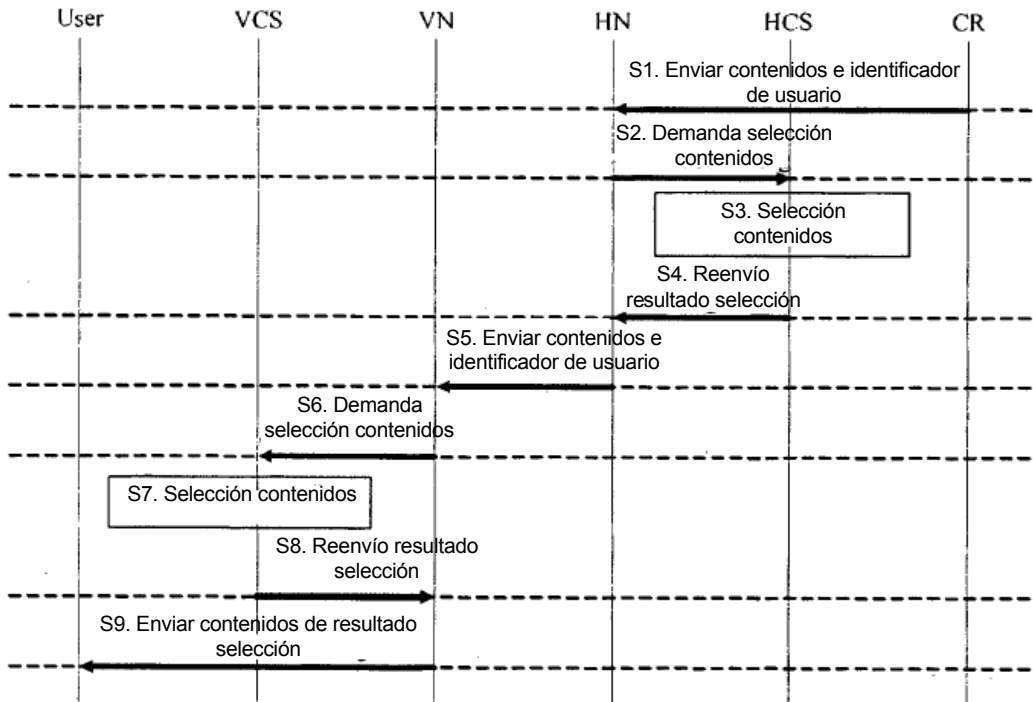 User VCS VN HN HCS CR
S1. Enviar contenidos e identificador
de usuario
S2. Demanda selección
contenidos
S3. Selección
contenidos
S4. Reenvío
resultado selección
S5. Enviar contenidos e
identificador de usuario
S6. Demanda
selección contenidos
S7. Selección contenidos
S8. Reenvío resultado
selección
S9. Enviar contenidos de resultado
selección